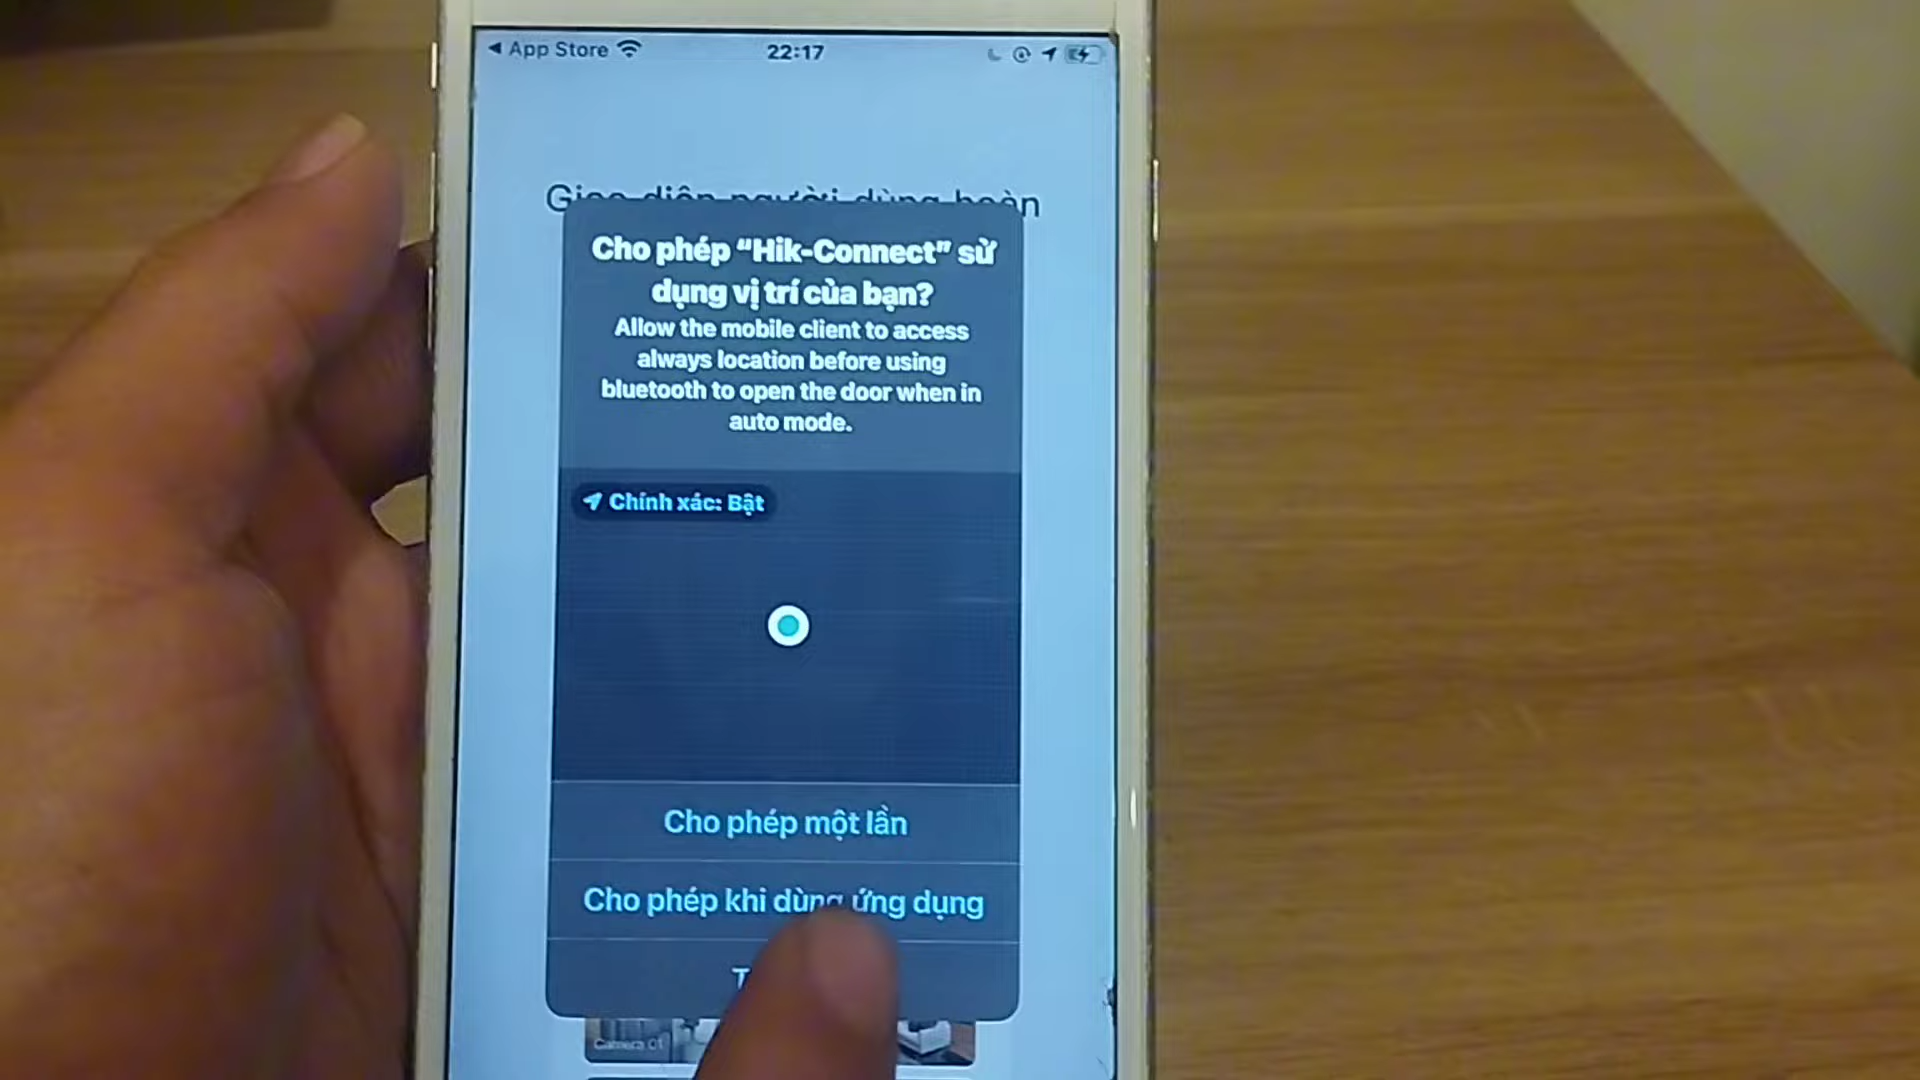 App Store
22:17
Cho phép “Hik-Connect” sử
dụng vị trí của bạn?
Allow the mobile client to access
always location before using
bluetooth to open the door when in
auto mode.
Chính xác: Bật
Cho phép một lần
Cho phép khi dùng ứng dụng
Camera 01